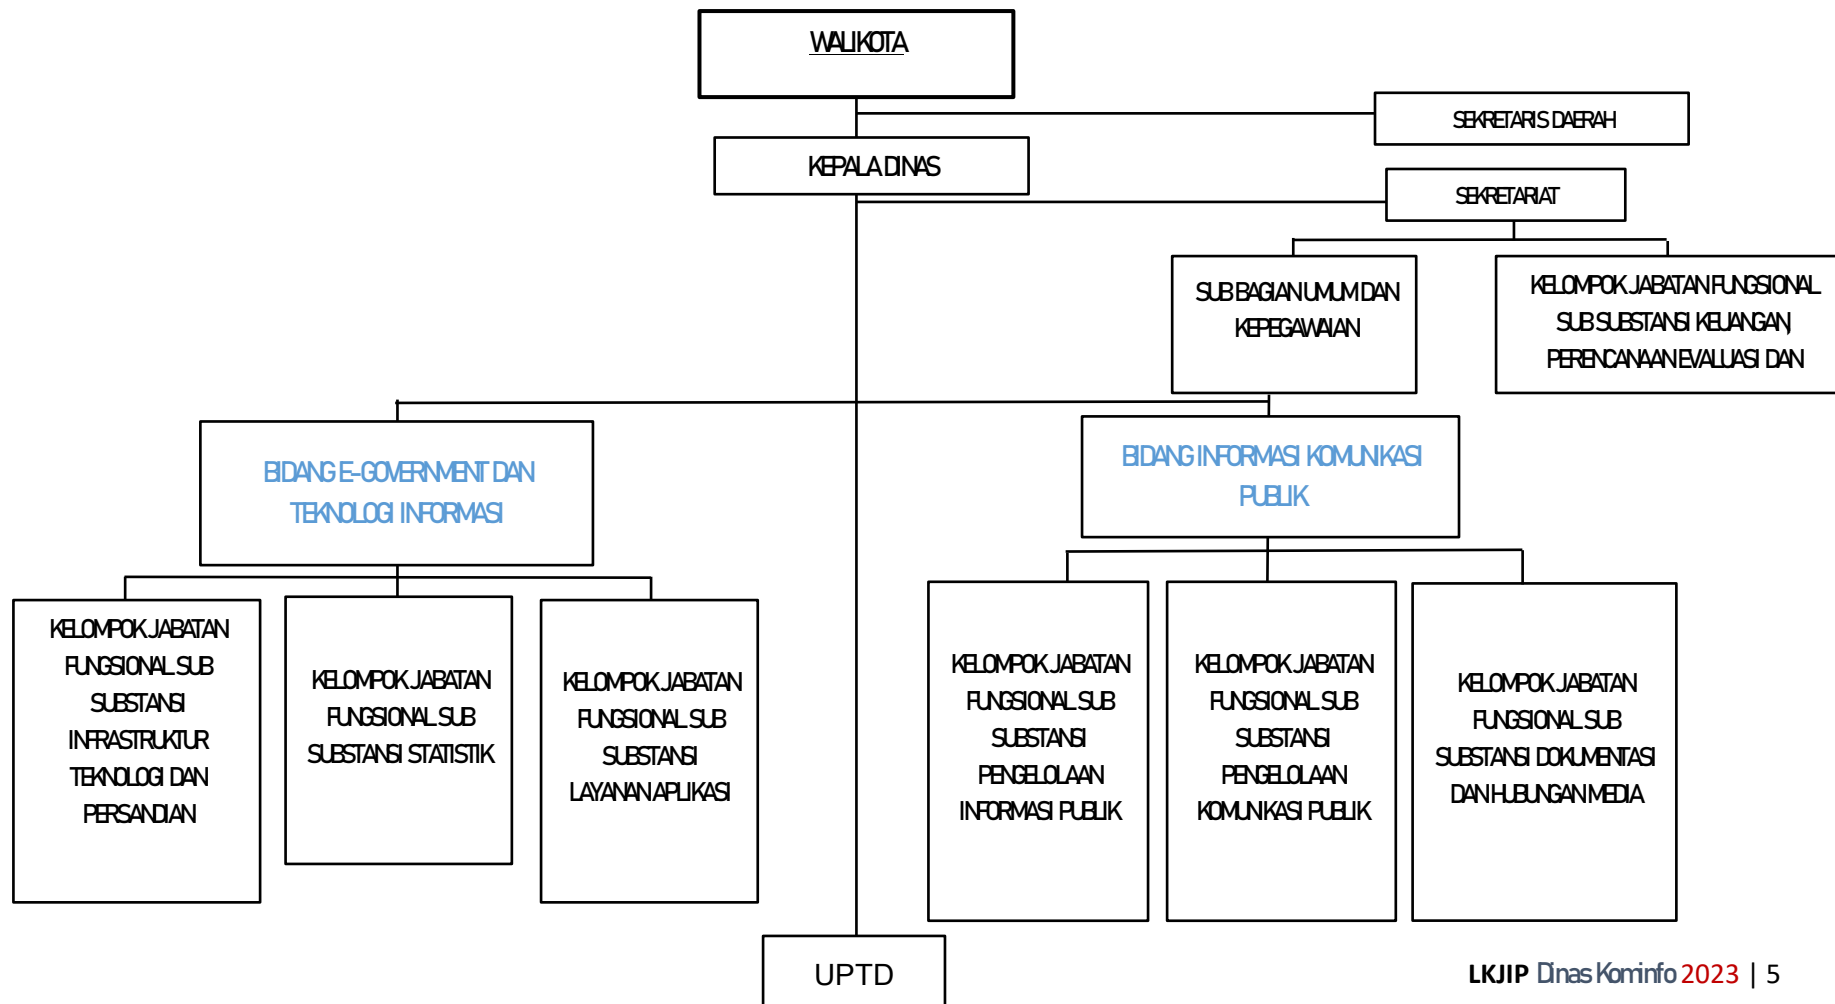 WALIKOTA
SEKRETARIS DAERAH
KEPALA DINAS
SEKRETARIAT
SUB BAGIAN UMUM DAN
KEPEGAWAIAN
KELOMPOK JABATAN FUNGSIONAL
SUB SUBSTANSI KEUANGAN,
PERENCANAAN EVALUASI DAN
BIDANG E-GOVERNMENT DAN
TEKNOLOGI INFORMASI
BIDANG INFORMASI KOMUNIKASI
PUBLIK
KELOMPOK JABATAN
FUNGSIONAL SUB
SUBSTANSI
INFRASTRUKTUR
TEKNOLOGI DAN
PERSANDIAN
KELOMPOK JABATAN
FUNGSIONAL SUB
SUBSTANSI STATISTIK
KELOMPOK JABATAN
FUNGSIONAL SUB
SUBSTANSI
LAYANAN APLIKASI
KELOMPOK JABATAN
FUNGSIONAL SUB
SUBSTANSI
PENGELOLAAN
INFORMASI PUBLIK
KELOMPOK JABATAN
FUNGSIONAL SUB
SUBSTANSI
PENGELOLAAN
KOMUNIKASI PUBLIK
KELOMPOK JABATAN
FUNGSIONAL SUB
SUBSTANSI DOKUMENTASI
DAN HUBUNGAN MEDIA
UPTD
LKJIP Dinas Kominfo 2023 | 5